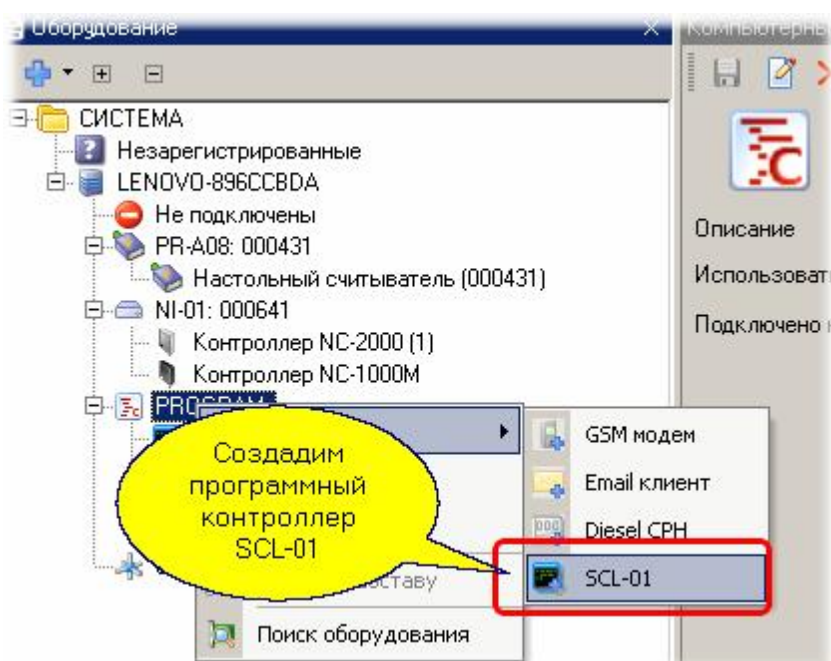 Оборудование
СИСТЕМА
Незарегистрированные
LENOVO-896CCBDA
Не подключены
PR-A08: 000431
Настольный считыватель (000431)
NI-01: 000641
Контроллер NC-2000 (1)
Контроллер NC-1000M
PROGRAM
Описание
Подключено
Создадим
программный
контроллер
SCL-01
GSM модем
Email клиент
Diesel CPH
SCL-01
Поиск оборудования